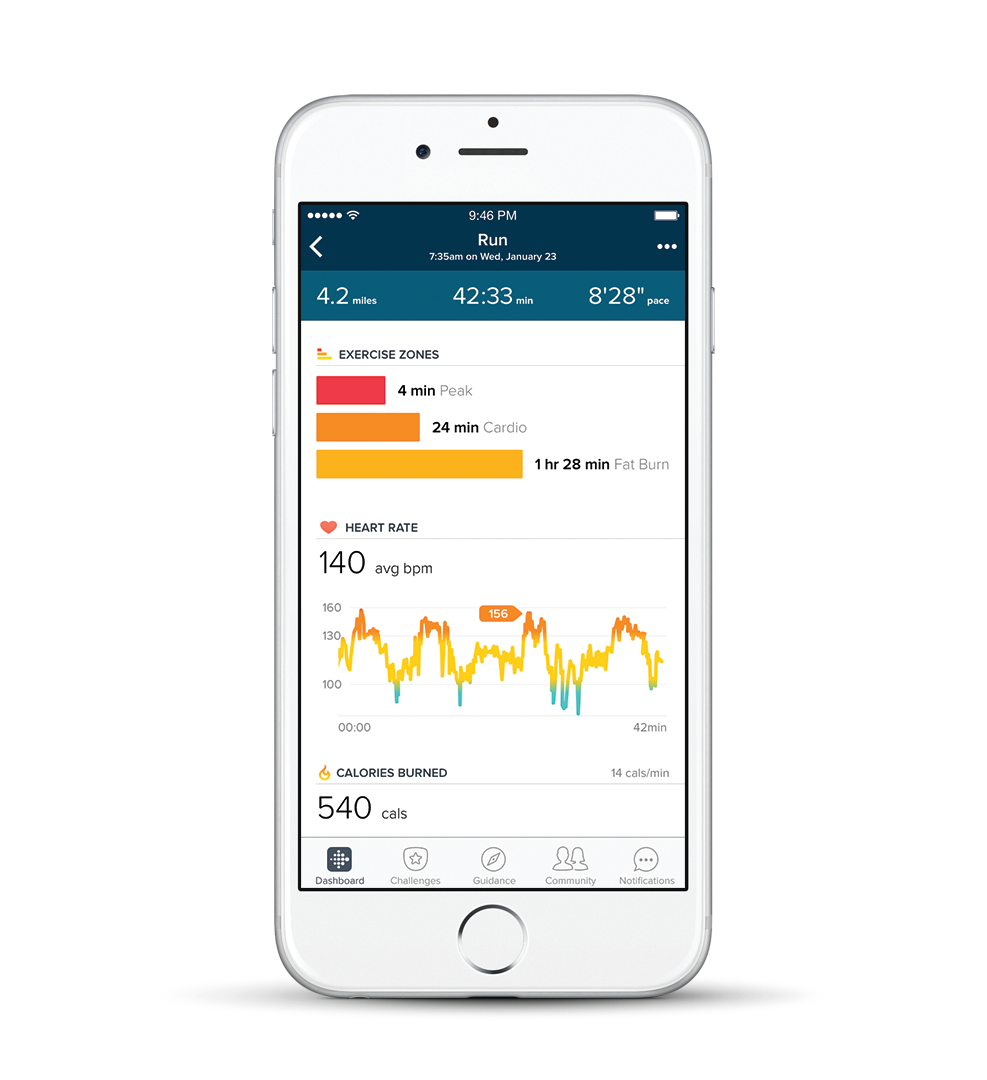 9:46 PM
Run
7:35am on Wed, January 23
4.2 miles 42:33 min 8'28" pace
EXERCISE ZONES
4 min Peak
24 min Cardio
1 hr 28 min Fat Burn
HEART RATE
140 avg bpm
160
156
130
100
00:00 42min
CALORIES BURNED 14 cals/min
540 cals
Dashboard Challenges Guidance Community Notifications